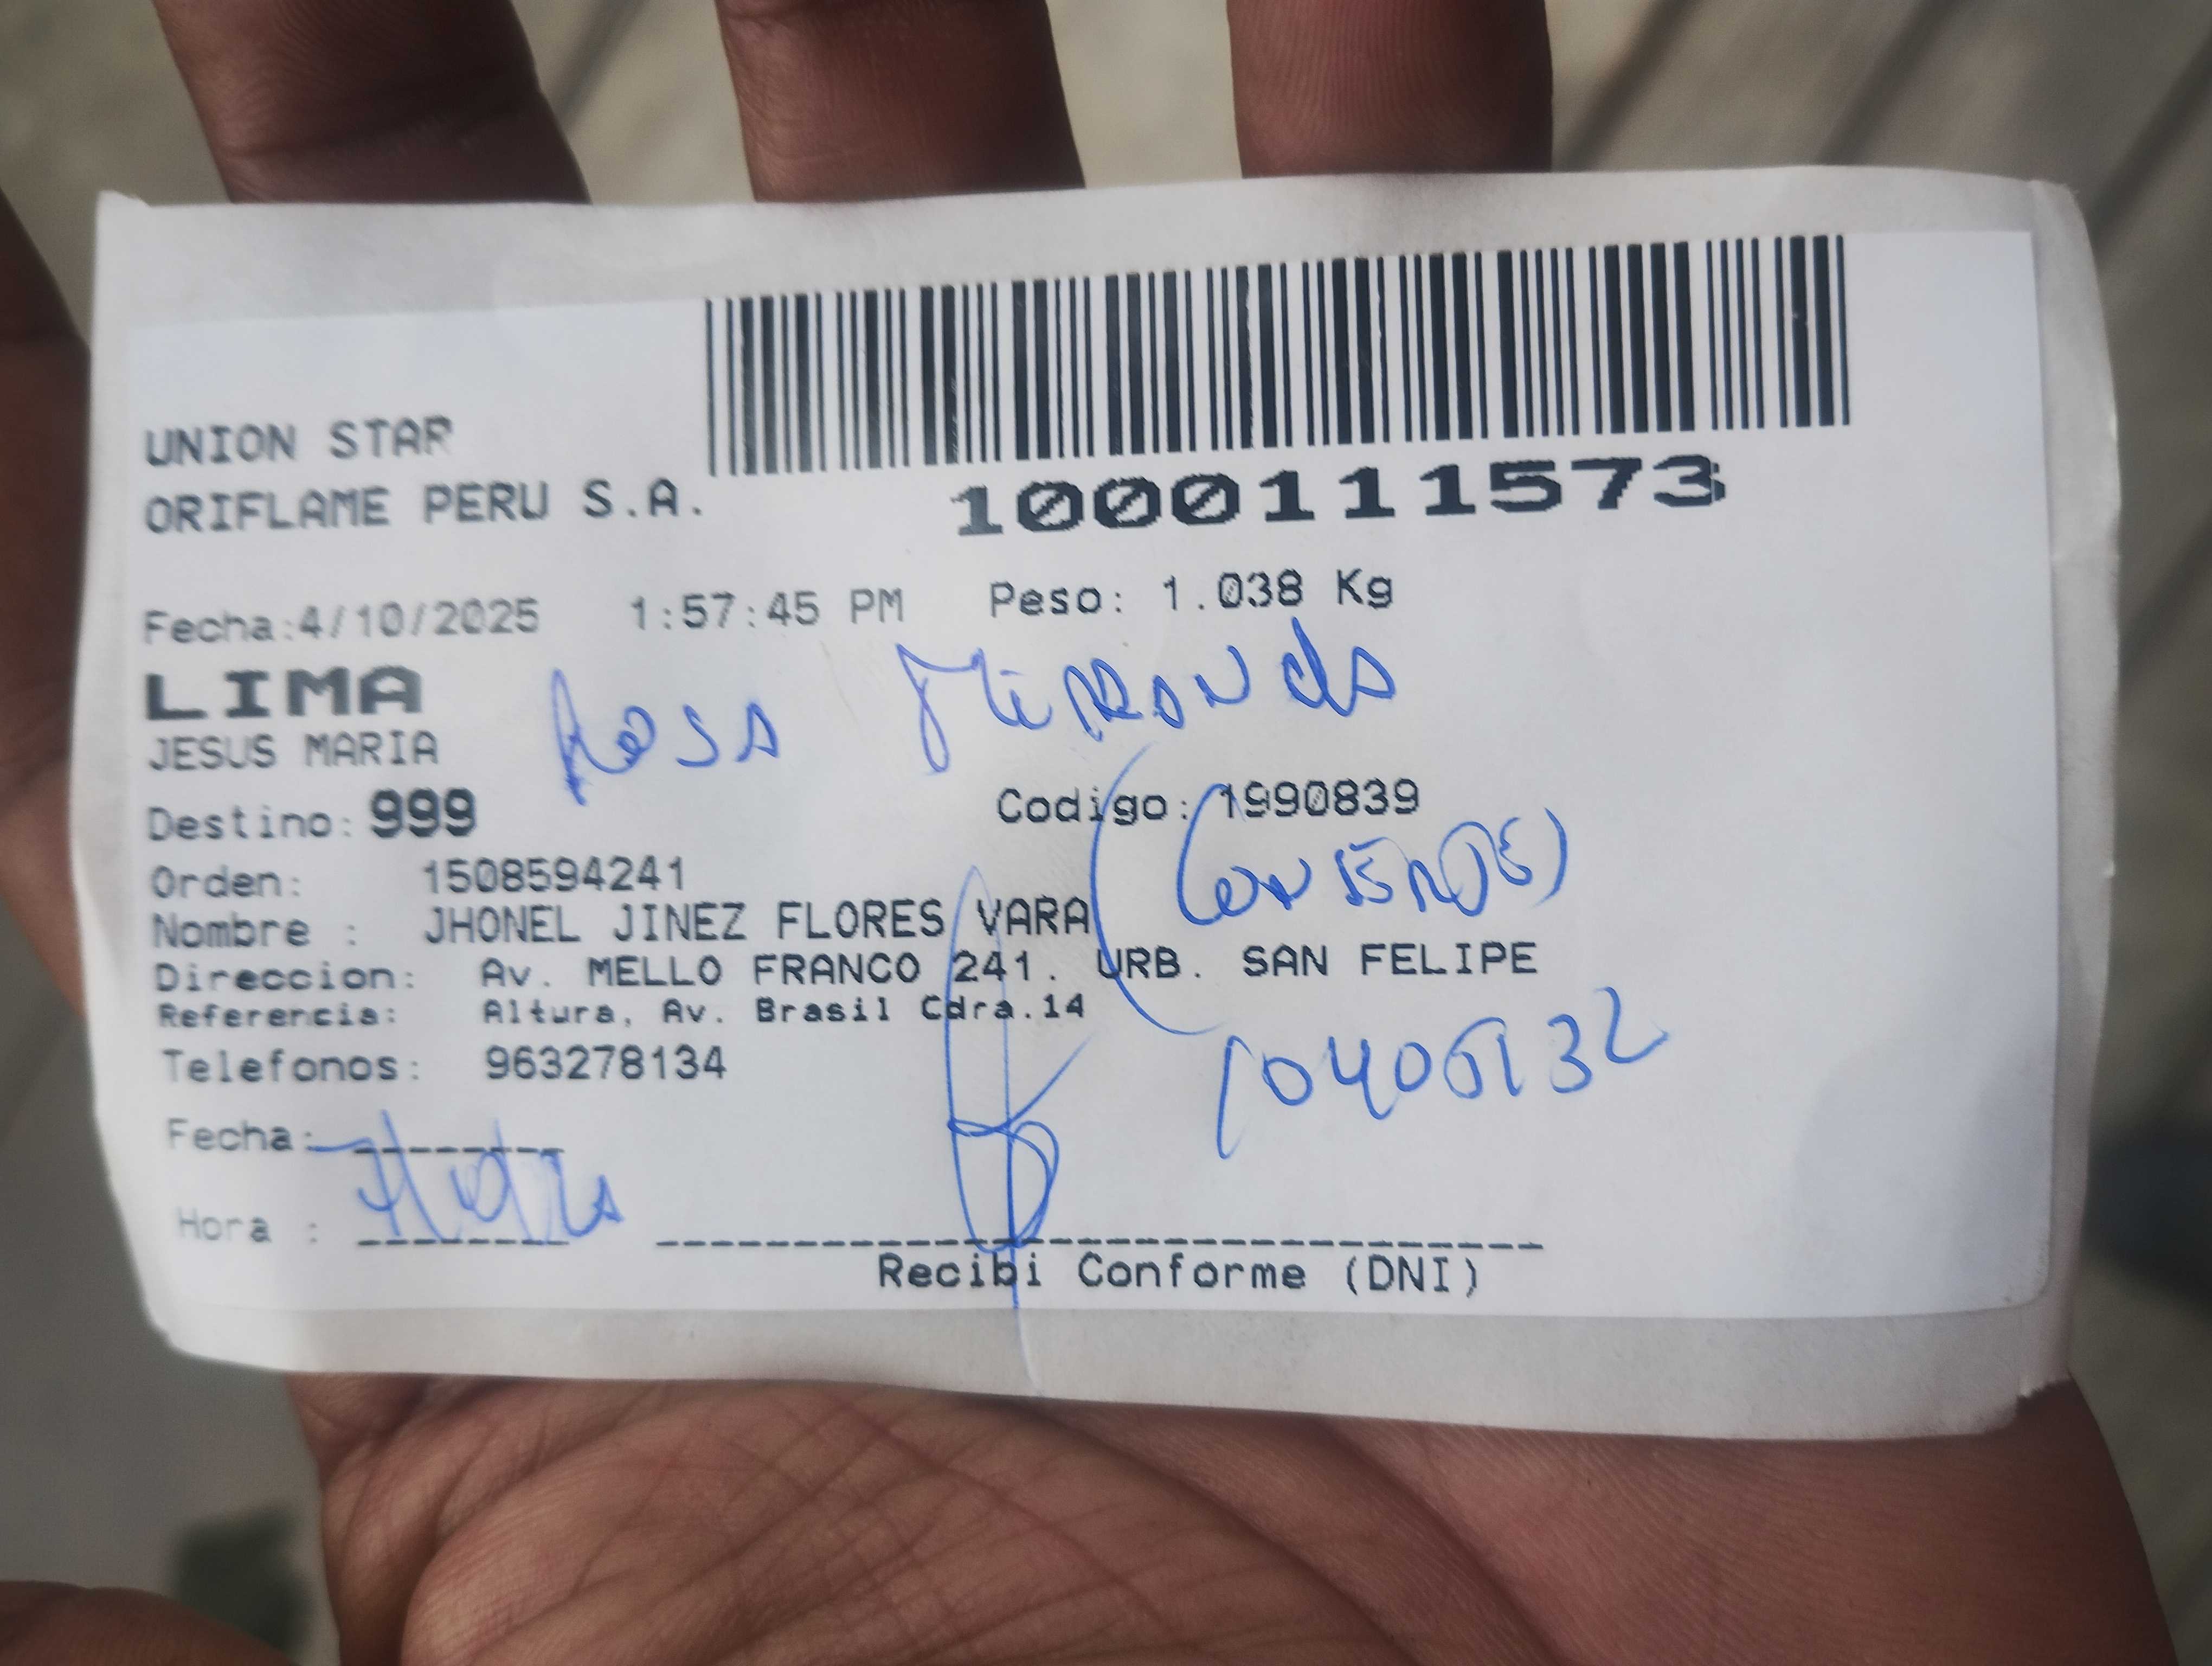 UNION STAR
ORIFLAME PERU S.A.
1000111573
Fecha:4/10/2025 1:57:45 PM Peso: 1.038 Kg
LIMA
Rosa Miranda
JESUS MARIA
Destino: 999 Codigo: 1990839
Orden: 1508594241
Nombre : JHONEL JINEZ FLORES VARA
Direccion: Av. MELLO FRANCO 241. URB. SAN FELIPE
Referencia: Altura, Av. Brasil Cdra.14
Telefonos: 963278134
Fecha:
Hora :
Recibi Conforme (DNI)